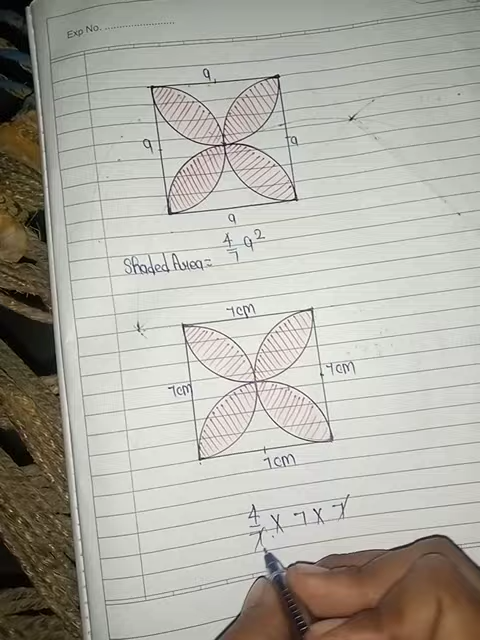 Exp No. ........................
a
a
a
a
Shaded Area = 4/7 a²
7cm
7cm
7cm
7cm
4/7 × 7 × 7